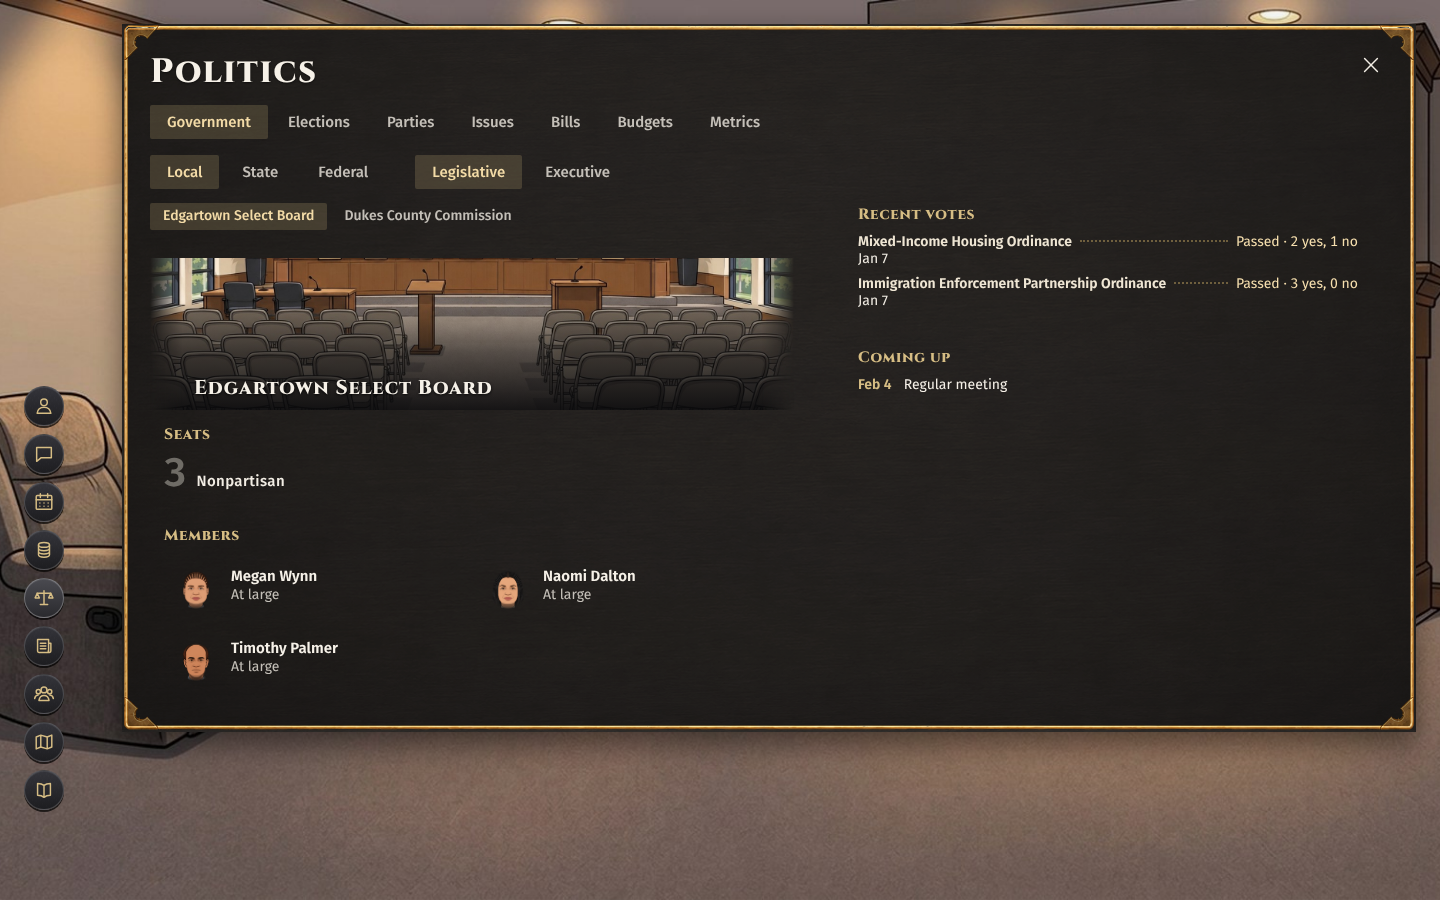 Politics
Government Elections Parties Issues Bills Budgets Metrics
Local State Federal Legislative Executive
Edgartown Select Board Dukes County Commission
Edgartown Select Board
Seats
3 Nonpartisan
Members
Megan Wynn
At large
Naomi Dalton
At large
Timothy Palmer
At large
Recent votes
Mixed-Income Housing Ordinance Passed · 2 yes, 1 no
Jan 7
Immigration Enforcement Partnership Ordinance Passed · 3 yes, 0 no
Jan 7
Coming up
Feb 4 Regular meeting